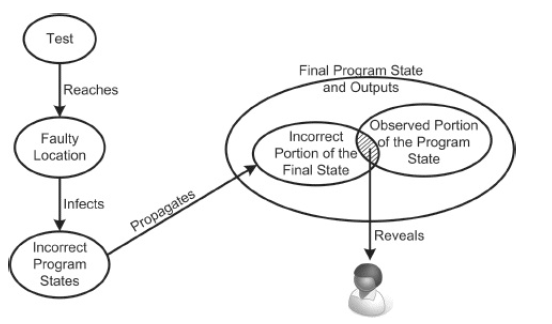 Test
Reaches
Faulty
Location
Infects
Incorrect
Program
States
Propagates
Final Program State
and Outputs
Incorrect
Portion of the
Final State
Observed Portion
of the Program
State
Reveals